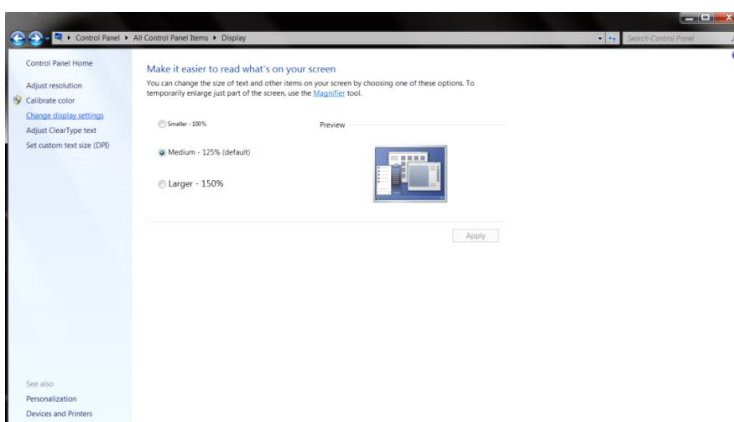 Control Panel ▸ All Control Panel Items ▸ Display
Search Control Panel
Control Panel Home
Adjust resolution
Calibrate color
Change display settings
Adjust ClearType text
Set custom text size (DPI)
See also
Personalization
Devices and Printers
Make it easier to read what's on your screen
You can change the size of text and other items on your screen by choosing one of these options. To
temporarily enlarge just part of the screen, use the Magnifier tool.
Smaller - 100%
Preview
Medium - 125% (default)
Larger - 150%
Apply